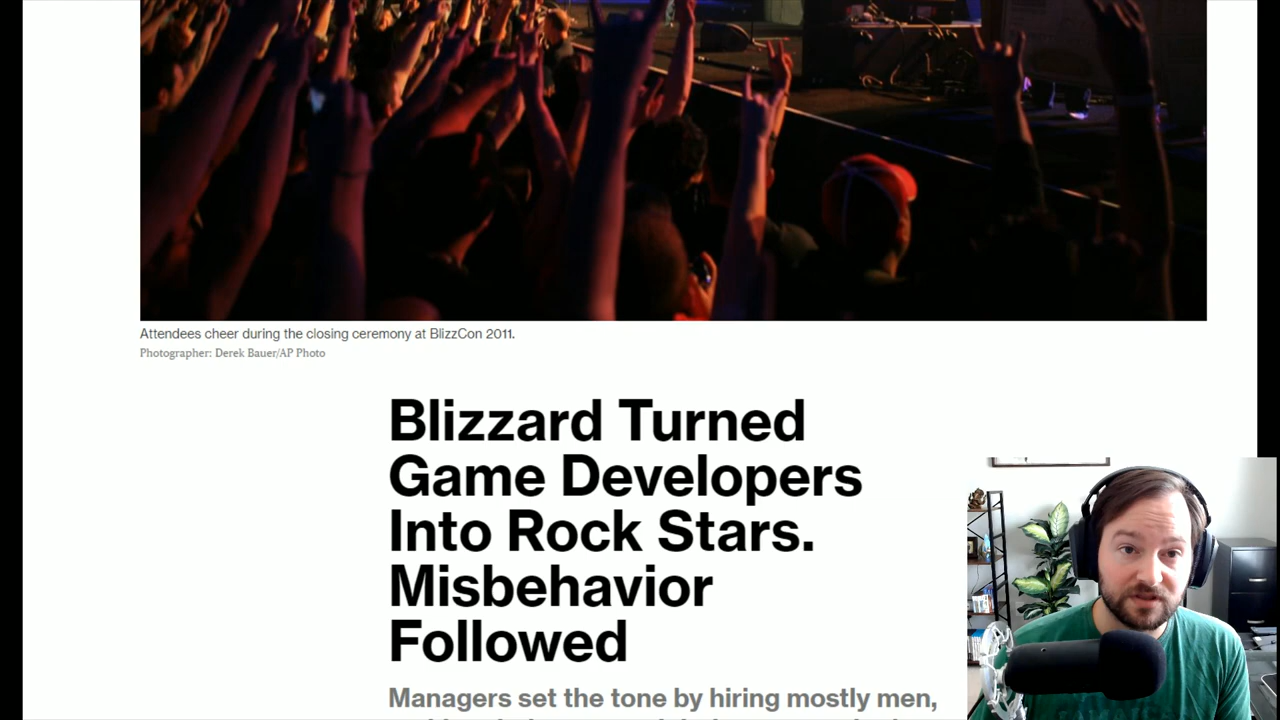 Attendees cheer during the closing ceremony at BlizzCon 2011.
Photographer: Derek Bauer/AP Photo
Blizzard Turned
Game Developers
Into Rock Stars.
Misbehavior
Followed
Managers set the tone by hiring mostly men,